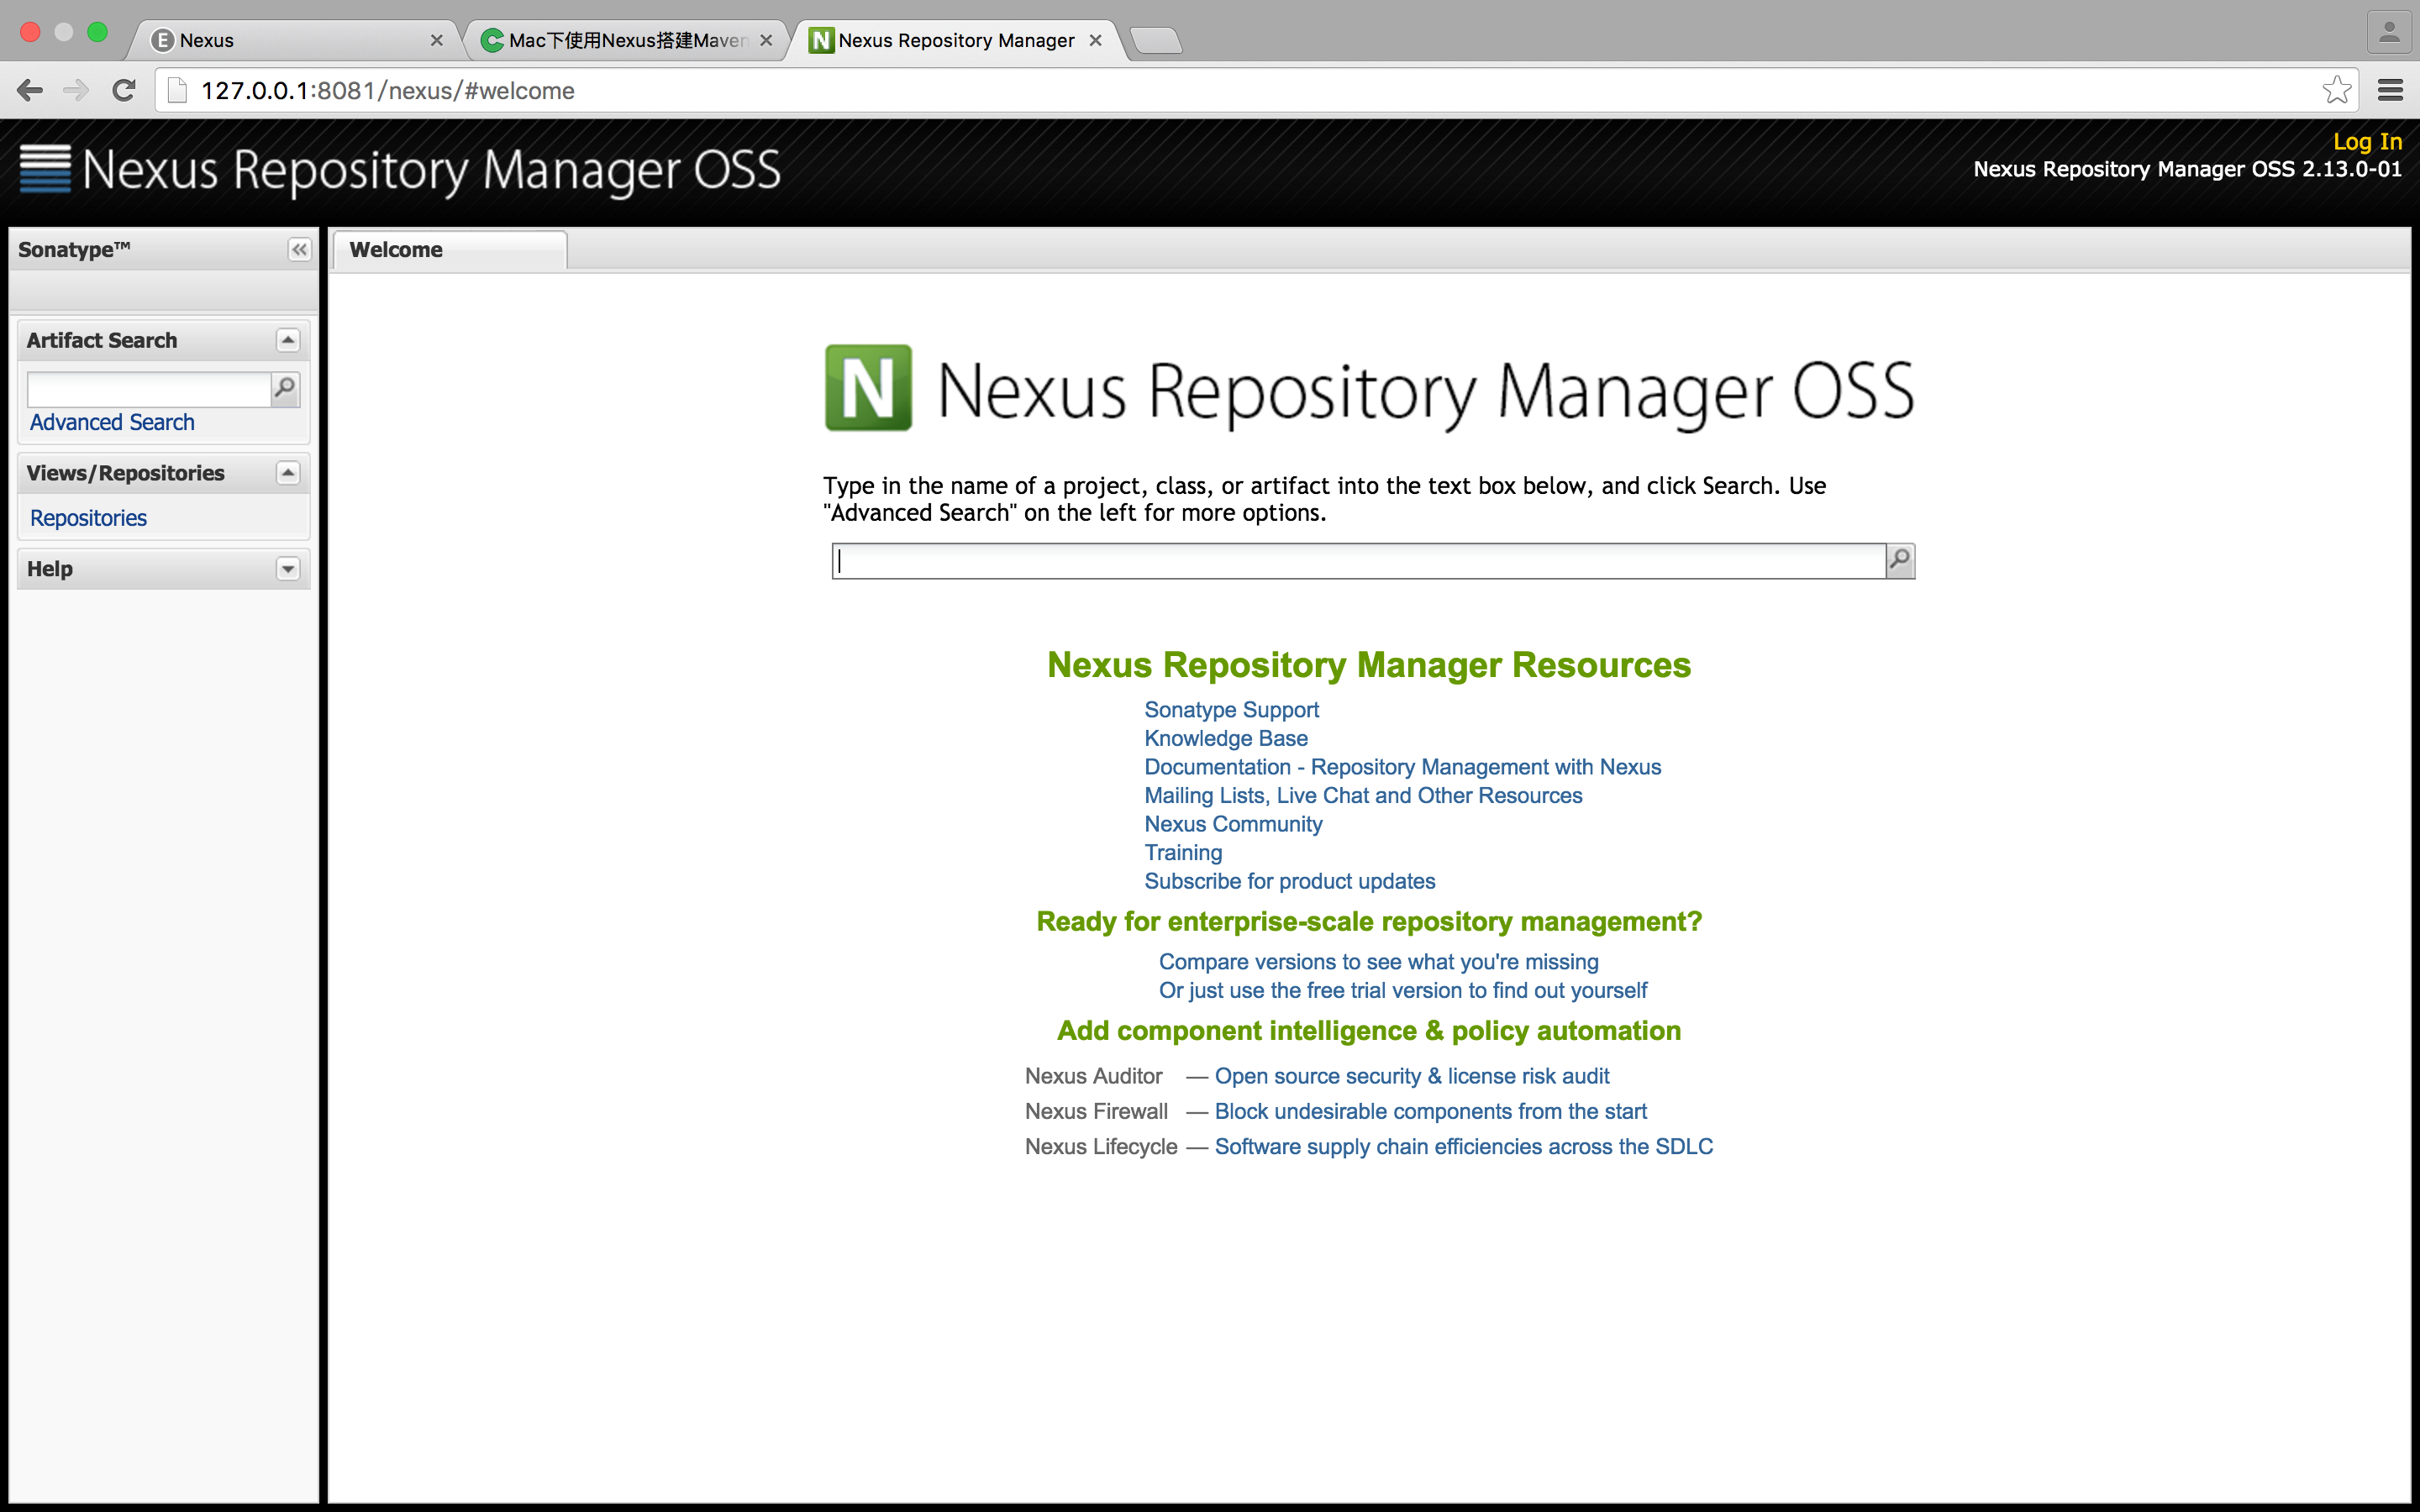 Nexus
Mac下使用Nexus搭建Maven
Nexus Repository Manager
127.0.0.1:8081/nexus/#welcome
Nexus Repository Manager OSS
Log In
Nexus Repository Manager OSS 2.13.0-01
Sonatype™
Welcome
Artifact Search
Advanced Search
Views/Repositories
Repositories
Help
N Nexus Repository Manager OSS
Type in the name of a project, class, or artifact into the text box below, and click Search. Use
"Advanced Search" on the left for more options.
Nexus Repository Manager Resources
Sonatype Support
Knowledge Base
Documentation - Repository Management with Nexus
Mailing Lists, Live Chat and Other Resources
Nexus Community
Training
Subscribe for product updates
Ready for enterprise-scale repository management?
Compare versions to see what you're missing
Or just use the free trial version to find out yourself
Add component intelligence & policy automation
Nexus Auditor — Open source security & license risk audit
Nexus Firewall — Block undesirable components from the start
Nexus Lifecycle — Software supply chain efficiencies across the SDLC